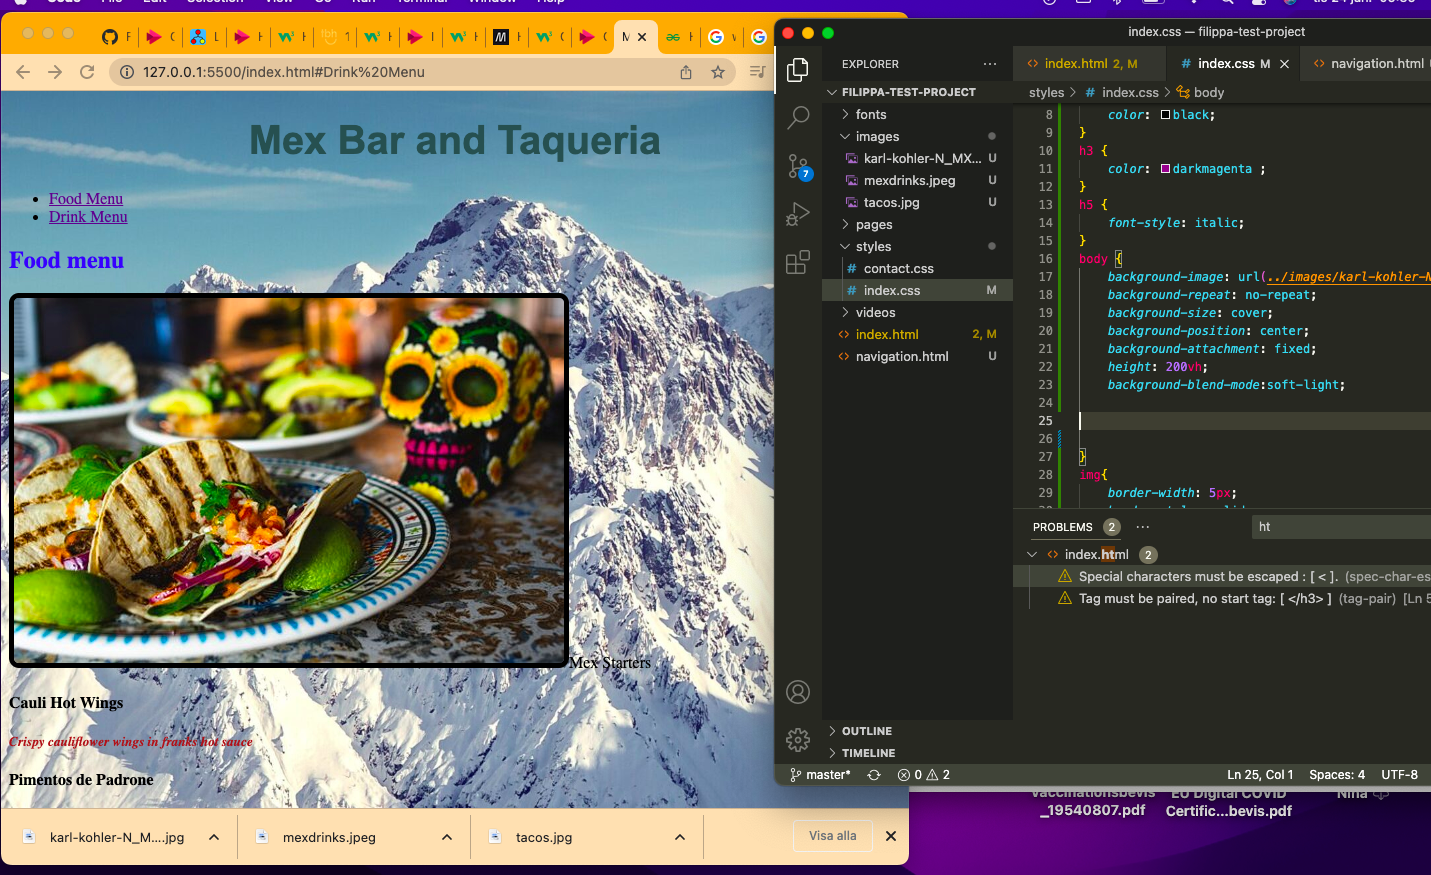 127.0.0.1:5500/index.html#Drink%20Menu
Mex Bar and Taqueria
Food Menu
Drink Menu
Food menu
Mex Starters
Cauli Hot Wings
Crispy cauliflower wings in franks hot sauce
Pimentos de Padrone
karl-kohler-N_M....jpg
mexdrinks.jpeg
tacos.jpg
Visa alla
index.css — filippa-test-project
EXPLORER
FILIPPA-TEST-PROJECT
fonts
images
karl-kohler-N_MX... U
mexdrinks.jpeg U
tacos.jpg U
pages
styles
# contact.css
# index.css M
videos
<> index.html 2, M
<> navigation.html U
OUTLINE
TIMELINE
7
<> index.html 2, M
# index.css M
<> navigation.html
styles > # index.css > body
8 color: black;
9 }
10 h3 {
11 color: darkmagenta ;
12 }
13 h5 {
14 font-style: italic;
15 }
16 body {
17 background-image: url(../images/karl-kohler-N
18 background-repeat: no-repeat;
19 background-size: cover;
20 background-position: center;
21 background-attachment: fixed;
22 height: 200vh;
23 background-blend-mode:soft-light;
24
25
26
27 }
28 img{
29 border-width: 5px;
PROBLEMS 2 ...
ht
<> index.html 2
Special characters must be escaped : [ < ]. (spec-char-es
Tag must be paired, no start tag: [ </h3> ] (tag-pair) [Ln 5
master*
0 2
Ln 25, Col 1 Spaces: 4 UTF-8
_19540807.pdf
Certific...bevis.pdf